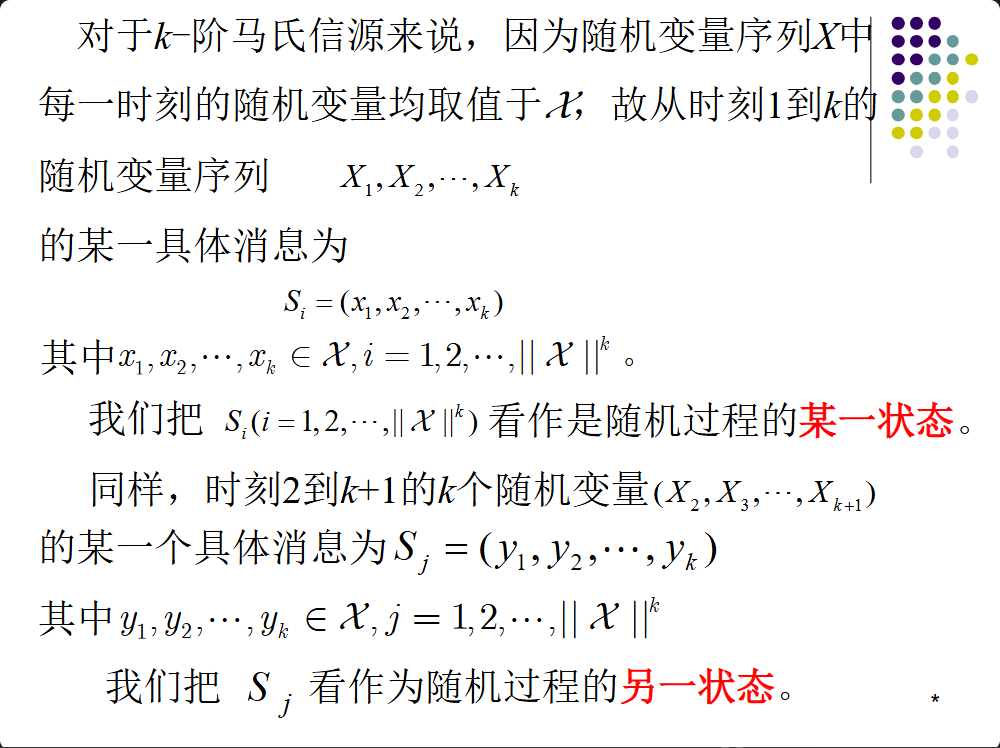 对于k-阶马氏信源来说，因为随机变量序列X中
每一时刻的随机变量均取值于𝒳，故从时刻1到k的
随机变量序列 X₁, X₂, ⋯, Xₖ
的某一具体消息为
Sᵢ = (x₁, x₂, ⋯, xₖ)
其中x₁, x₂, ⋯, xₖ ∈ 𝒳, i = 1, 2, ⋯, || 𝒳 ||ᵏ 。
我们把 Sᵢ (i = 1, 2, ⋯, || 𝒳 ||ᵏ) 看作是随机过程的某一状态。
同样，时刻2到k+1的k个随机变量(X₂, X₃, ⋯, Xₖ₊₁)
的某一个具体消息为Sⱼ = (y₁, y₂, ⋯, yₖ)
其中y₁, y₂, ⋯, yₖ ∈ 𝒳, j = 1, 2, ⋯, || 𝒳 ||ᵏ
我们把 Sⱼ 看作为随机过程的另一状态。
*